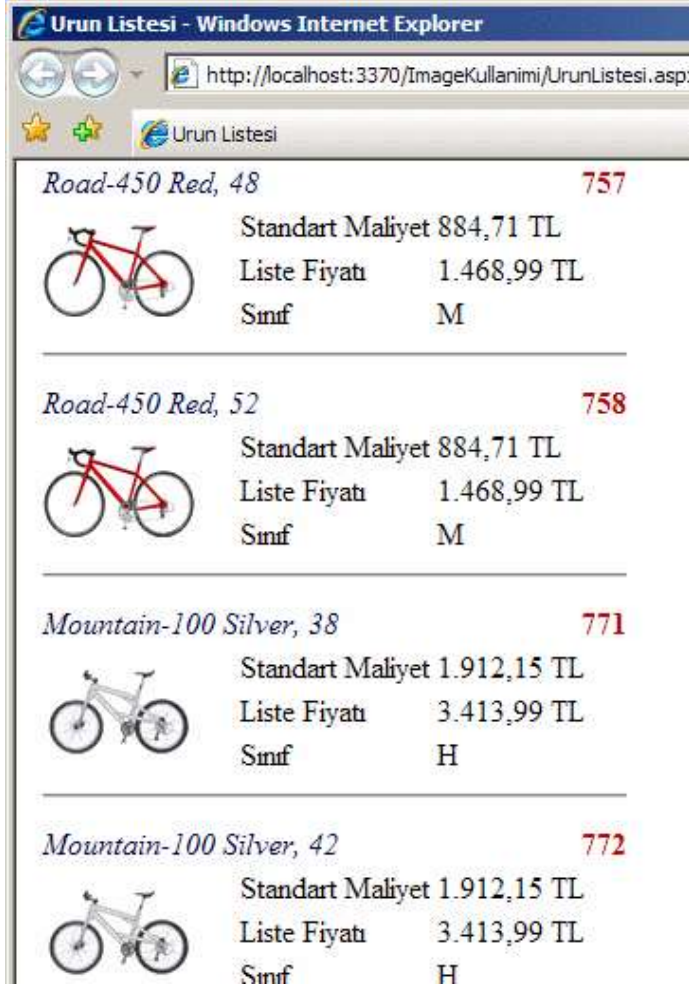 Urun Listesi - Windows Internet Explorer
http://localhost:3370/ImageKullanimi/UrunListesi.asp
Urun Listesi
Road-450 Red, 48 757
Standart Maliyet 884,71 TL
Liste Fiyatı 1.468,99 TL
Sınıf M
Road-450 Red, 52 758
Standart Maliyet 884,71 TL
Liste Fiyatı 1.468,99 TL
Sınıf M
Mountain-100 Silver, 38 771
Standart Maliyet 1.912,15 TL
Liste Fiyatı 3.413,99 TL
Sınıf H
Mountain-100 Silver, 42 772
Standart Maliyet 1.912,15 TL
Liste Fiyatı 3.413,99 TL
Sınıf H